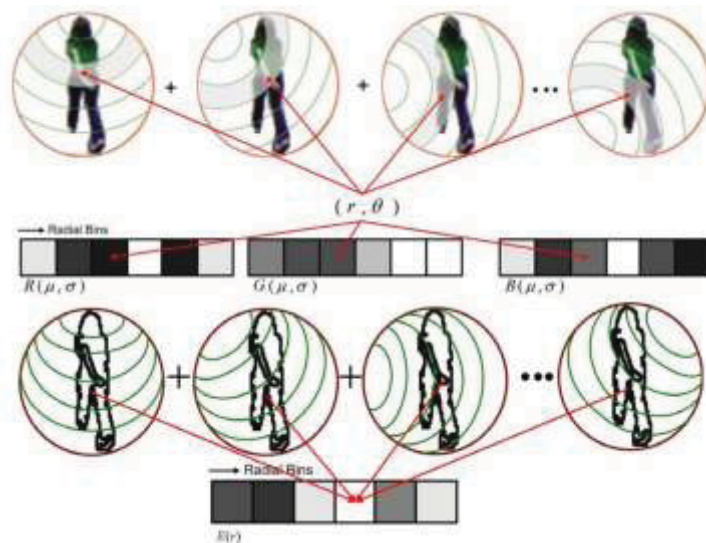 + + •••
( r , θ )
Radial Bins
R(μ,σ) G(μ,σ) B(μ,σ)
+ + •••
Radial Bins
E(r)